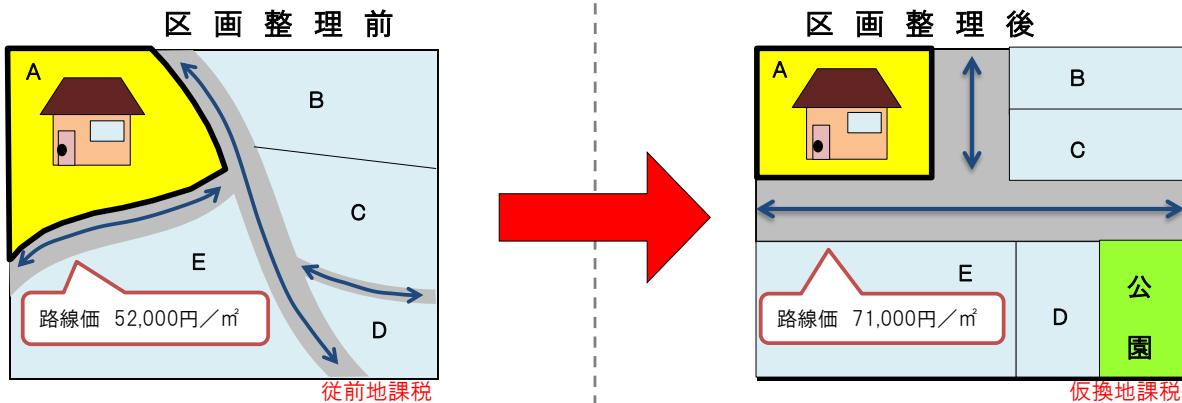 区画整理前
A
B
C
E
路線価 52,000円／㎡
D
従前地課税
区画整理後
A
B
C
E
路線価 71,000円／㎡
D
公
園
仮換地課税